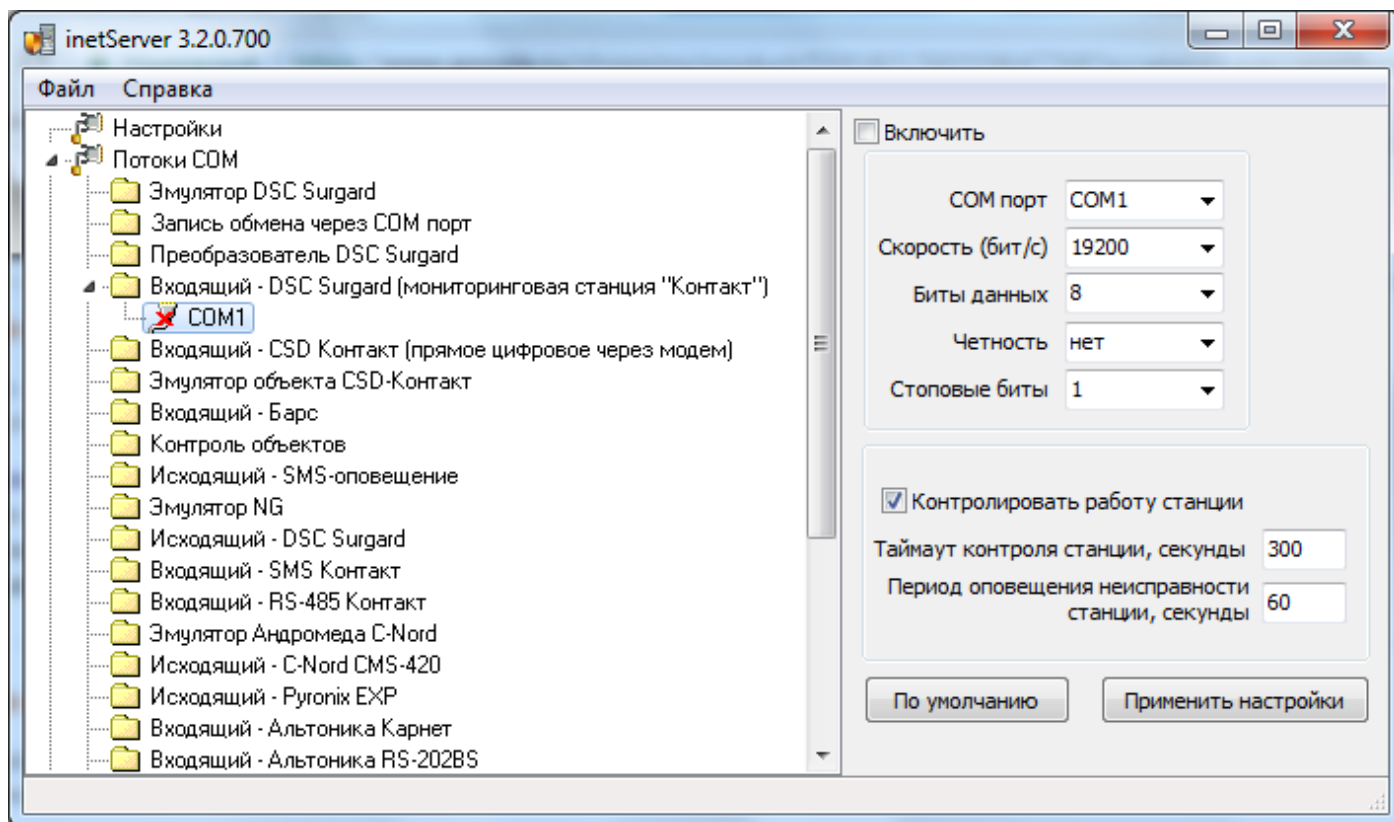 inetServer 3.2.0.700
Файл Справка
Настройки
Потоки COM
Эмулятор DSC Surgard
Запись обмена через COM порт
Преобразователь DSC Surgard
Входящий - DSC Surgard (мониторинговая станция "Контакт")
COM1
Входящий - CSD Контакт (прямое цифровое через модем)
Эмулятор объекта CSD-Контакт
Входящий - Барс
Контроль объектов
Исходящий - SMS-оповещение
Эмулятор NG
Исходящий - DSC Surgard
Входящий - SMS Контакт
Входящий - RS-485 Контакт
Эмулятор Андромеда C-Nord
Исходящий - C-Nord CMS-420
Исходящий - Pyronix EXP
Входящий - Альтоника Карнет
Входящий - Альтоника RS-202BS
Включить
COM порт COM1
Скорость (бит/с) 19200
Биты данных 8
Четность нет
Стоповые биты 1
Контролировать работу станции
Таймаут контроля станции, секунды 300
Период оповещения неисправности
станции, секунды 60
По умолчанию Применить настройки